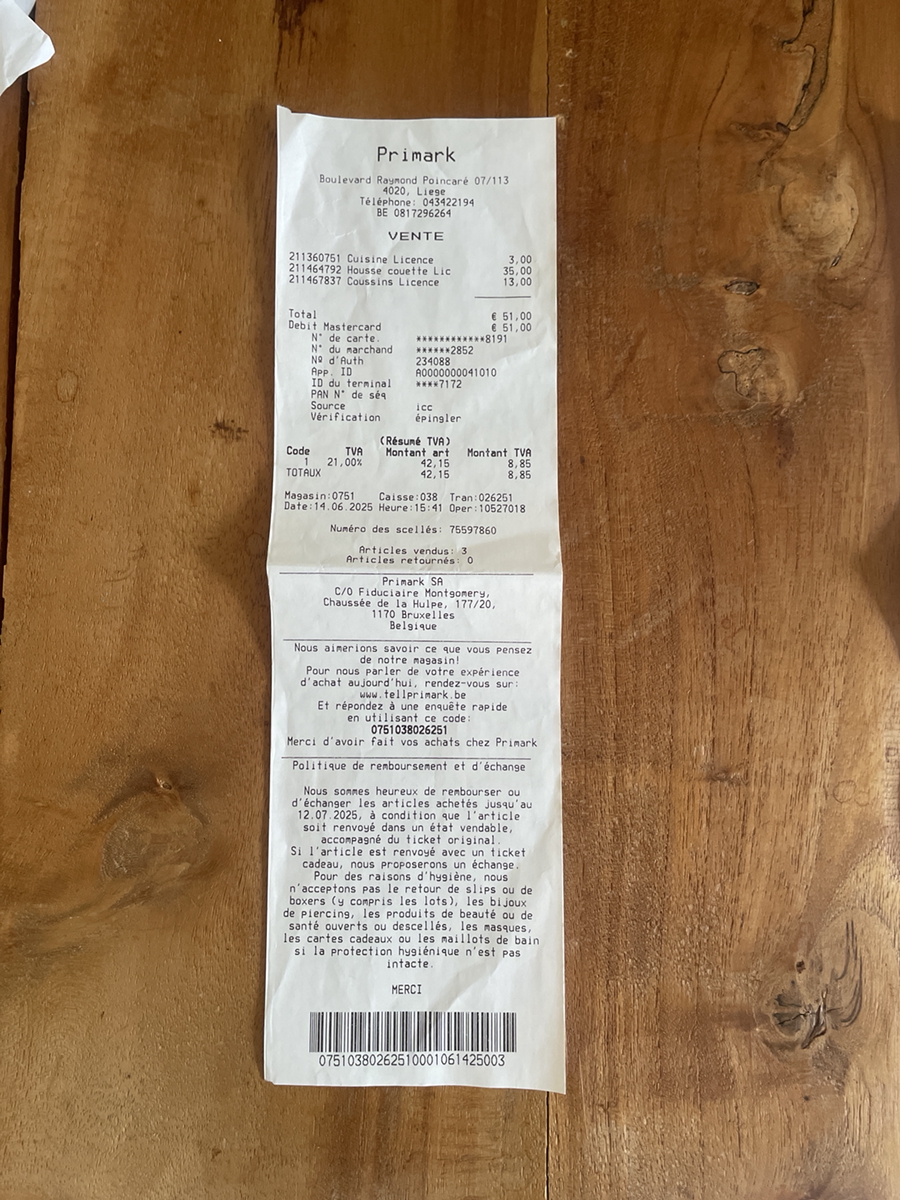 Primark
Boulevard Raymond Poincaré 07/113
4020, Liege
Téléphone: 043422194
BE 0817296264
VENTE
211360751 Cuisine Licence 3,00
211464792 Housse couette Lic 35,00
211467837 Coussins Licence 13,00
Total € 51,00
Debit Mastercard € 51,00
N° de carte. ************8191
N° du marchand ******2852
Nº d'Auth 234088
App. ID A0000000041010
ID du terminal ****7172
PAN N° de séq
Source icc
Vérification épingler
(Résumé TVA)
Code TVA Montant art Montant TVA
1 21,00% 42,15 8,85
TOTAUX 42,15 8,85
Magasin:0751 Caisse:038 Tran:026251
Date:14.06.2025 Heure:15:41 Oper:10527018
Numéro des scellés: 75597860
Articles vendus: 3
Articles retournés: 0
Primark SA
C/O Fiduciaire Montgomery,
Chaussée de la Hulpe, 177/20,
1170 Bruxelles
Belgique
Nous aimerions savoir ce que vous pensez
de notre magasin!
Pour nous parler de votre expérience
d'achat aujourd'hui, rendez-vous sur:
www.tellprimark.be
Et répondez à une enquête rapide
en utilisant ce code:
0751038026251
Merci d'avoir fait vos achats chez Primark
Politique de remboursement et d'échange
Nous sommes heureux de rembourser ou
d'échanger les articles achetés jusqu'au
12.07.2025, à condition que l'article
soit renvoyé dans un état vendable,
accompagné du ticket original.
Si l'article est renvoyé avec un ticket
cadeau, nous proposerons un échange.
Pour des raisons d'hygiène, nous
n'acceptons pas le retour de slips ou de
boxers (y compris les lots), les bijoux
de piercing, les produits de beauté ou de
santé ouverts ou descellés, les masques,
les cartes cadeaux ou les maillots de bain
si la protection hygiénique n'est pas
intacte.
MERCI
07510380262510001061425003